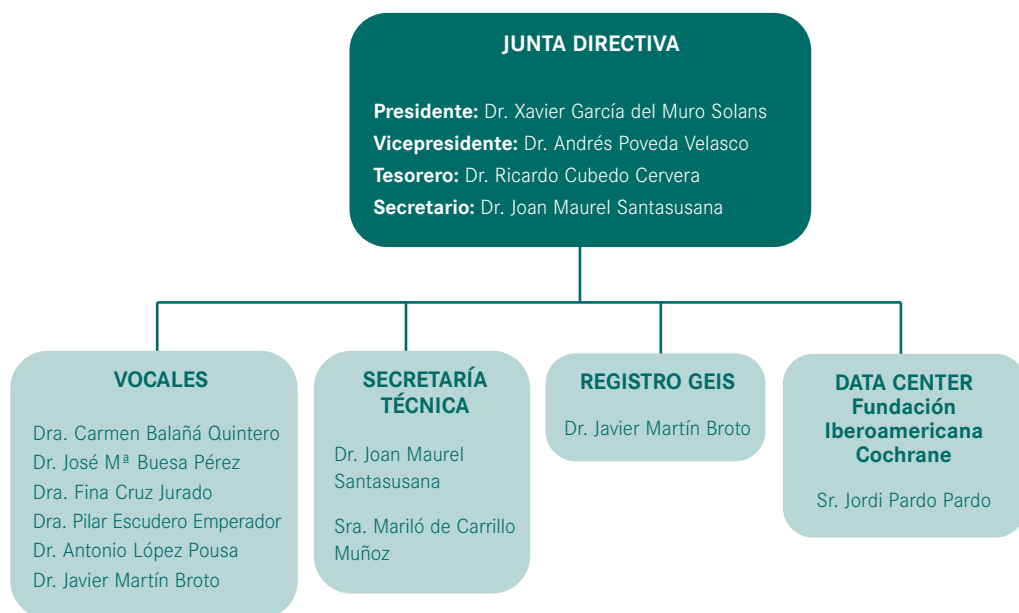 JUNTA DIRECTIVA
Presidente: Dr. Xavier García del Muro Solans
Vicepresidente: Dr. Andrés Poveda Velasco
Tesorero: Dr. Ricardo Cubedo Cervera
Secretario: Dr. Joan Maurel Santasusana
VOCALES
Dra. Carmen Balañá Quintero
Dr. José Mª Buesa Pérez
Dra. Fina Cruz Jurado
Dra. Pilar Escudero Emperador
Dr. Antonio López Pousa
Dr. Javier Martín Broto
SECRETARÍA
TÉCNICA
Dr. Joan Maurel
Santasusana
Sra. Mariló de Carrillo
Muñoz
REGISTRO GEIS
Dr. Javier Martín Broto
DATA CENTER
Fundación
Iberoamericana
Cochrane
Sr. Jordi Pardo Pardo